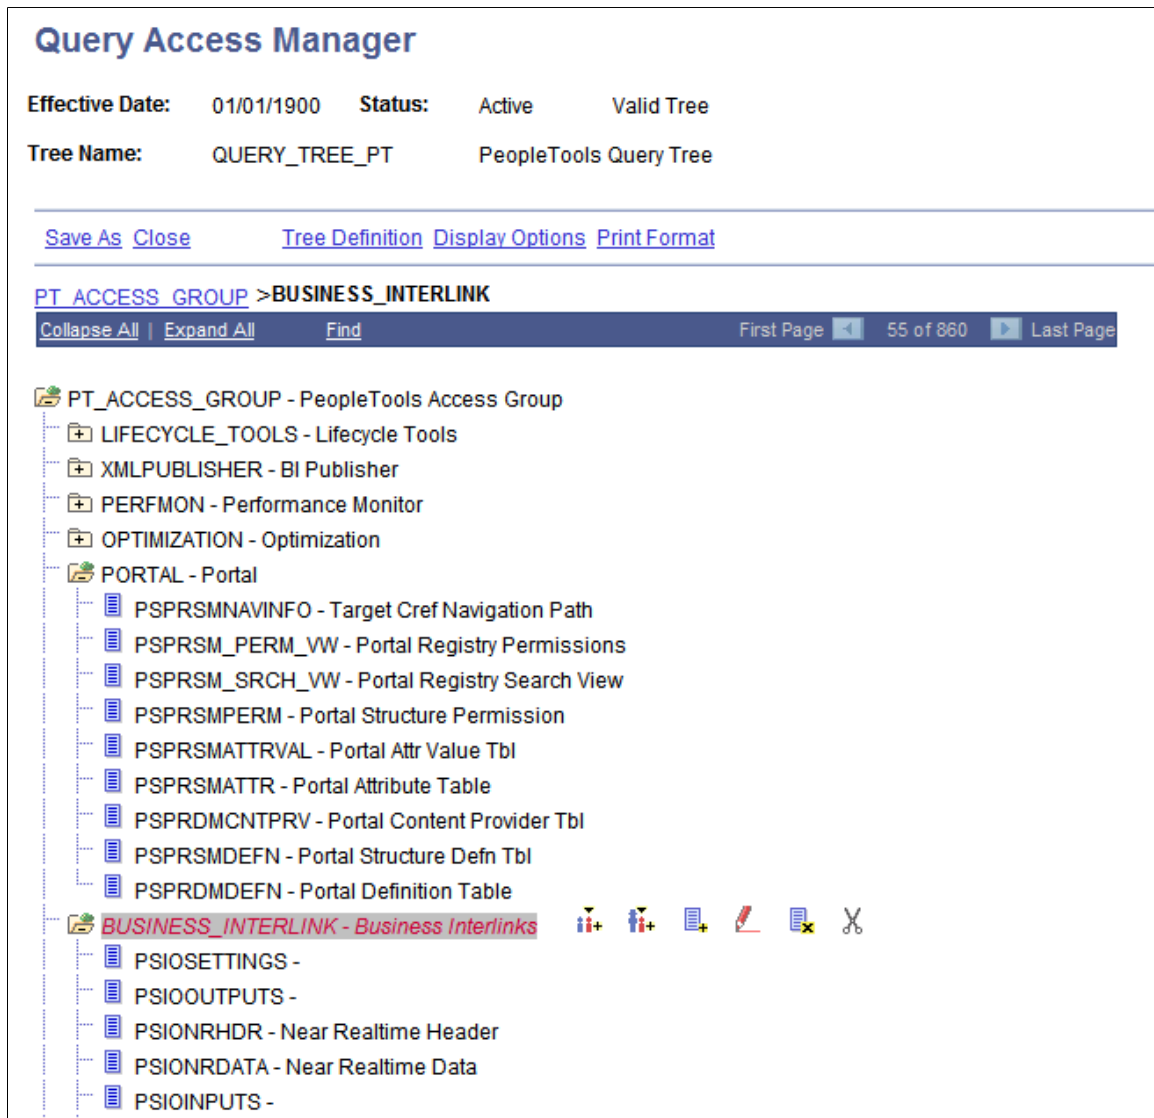 Query Access Manager
Effective Date: 01/01/1900 Status: Active Valid Tree
Tree Name: QUERY_TREE_PT PeopleTools Query Tree
Save As Close Tree Definition Display Options Print Format
PT_ACCESS_GROUP >BUSINESS_INTERLINK
Collapse All | Expand All Find First Page 55 of 860 Last Page
PT_ACCESS_GROUP - PeopleTools Access Group
LIFECYCLE_TOOLS - Lifecycle Tools
XMLPUBLISHER - BI Publisher
PERFMON - Performance Monitor
OPTIMIZATION - Optimization
PORTAL - Portal
PSPRSMNAVINFO - Target Cref Navigation Path
PSPRSM_PERM_VW - Portal Registry Permissions
PSPRSM_SRCH_VW - Portal Registry Search View
PSPRSMPERM - Portal Structure Permission
PSPRSMATTRVAL - Portal Attr Value Tbl
PSPRSMATTR - Portal Attribute Table
PSPRDMCNTPRV - Portal Content Provider Tbl
PSPRSMDEFN - Portal Structure Defn Tbl
PSPRDMDEFN - Portal Definition Table
BUSINESS_INTERLINK - Business Interlinks
PSIOSETTINGS -
PSIOOUTPUTS -
PSIONRHDR - Near Realtime Header
PSIONRDATA - Near Realtime Data
PSIOINPUTS -